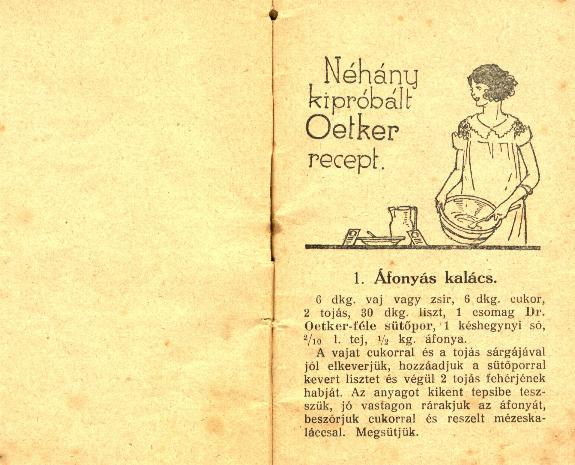 Néhány
kipróbált
Oetker
recept.
1. Áfonyás kalács.
6 dkg. vaj vagy zsír, 6 dkg. cukor,
2 tojás, 30 dkg. liszt, 1 csomag Dr.
Oetker-féle sütőpor, 1 késhegynyi só,
2/10 l. tej, 1/2 kg. áfonya.
A vajat cukorral és a tojás sárgájával
jól elkeverjük, hozzáadjuk a sütőporral
kevert lisztet és végül 2 tojás fehérjének
habját. Az anyagot kikent tepsibe tesz-
szük, jó vastagon rárakjuk az áfonyát,
beszórjuk cukorral és reszelt mézeska-
láccsal. Megsütjük.